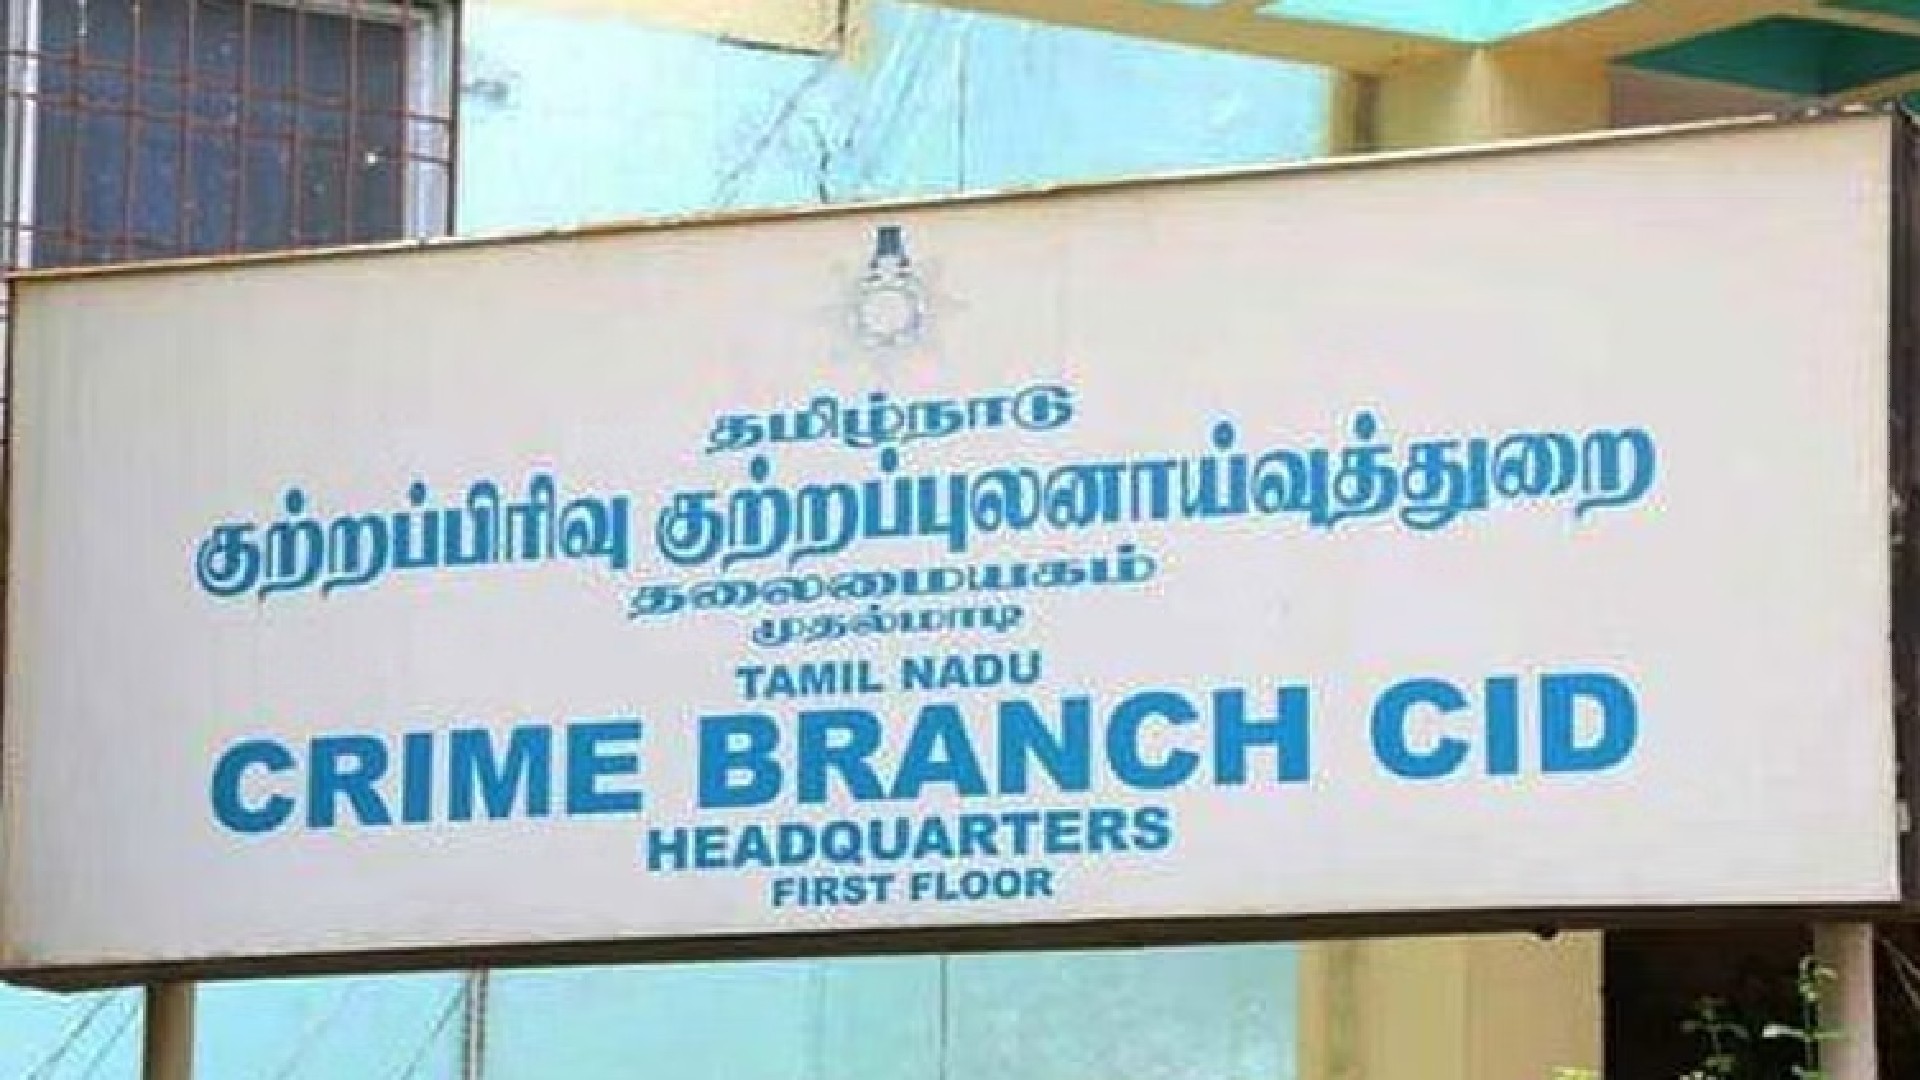 தமிழ்நாடு
குற்றப்பிரிவு குற்றப்புலனாய்வுத்துறை
தலைமையகம்
முதல்மாடி
TAMIL NADU
CRIME BRANCH CID
HEADQUARTERS
FIRST FLOOR